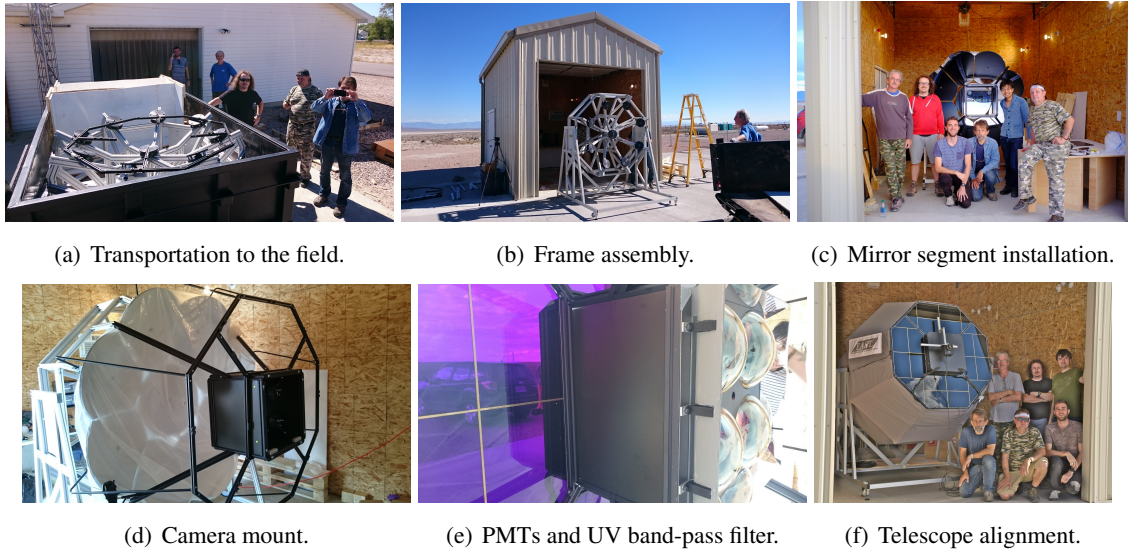 (a) Transportation to the field.
(b) Frame assembly.
(c) Mirror segment installation.
(d) Camera mount.
(e) PMTs and UV band-pass filter.
(f) Telescope alignment.